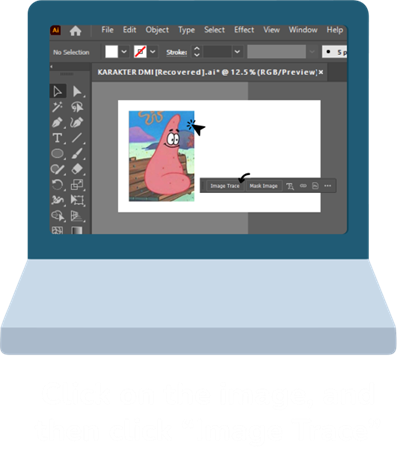 Ai File Edit Object Type Select Effect View Window Help
No Selection Stroke: 5 p
KARAKTER DMI [Recovered].ai* @ 12.5 % (RGB/Preview) ×
Image Trace Mask Image